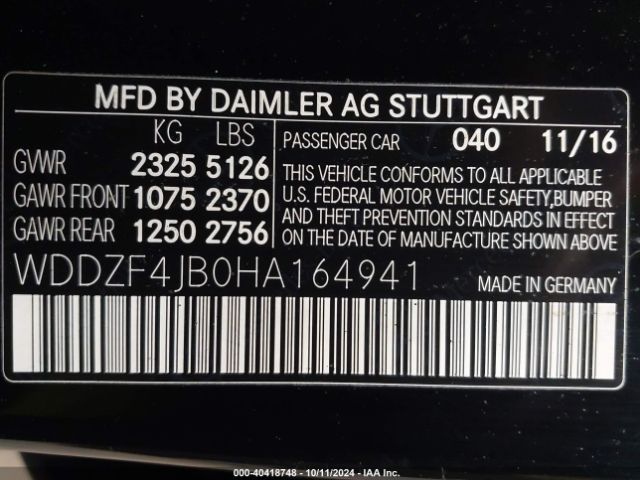 MFD BY DAIMLER AG STUTTGART
KG LBS
GVWR 2325 5126
GAWR FRONT 1075 2370
GAWR REAR 1250 2756
PASSENGER CAR 040 11/16
THIS VEHICLE CONFORMS TO ALL APPLICABLE
U.S. FEDERAL MOTOR VEHICLE SAFETY,BUMPER
AND THEFT PREVENTION STANDARDS IN EFFECT
ON THE DATE OF MANUFACTURE SHOWN ABOVE
WDDZF4JB0HA164941 MADE IN GERMANY
000-40418748 - 10/11/2024 - IAA Inc.